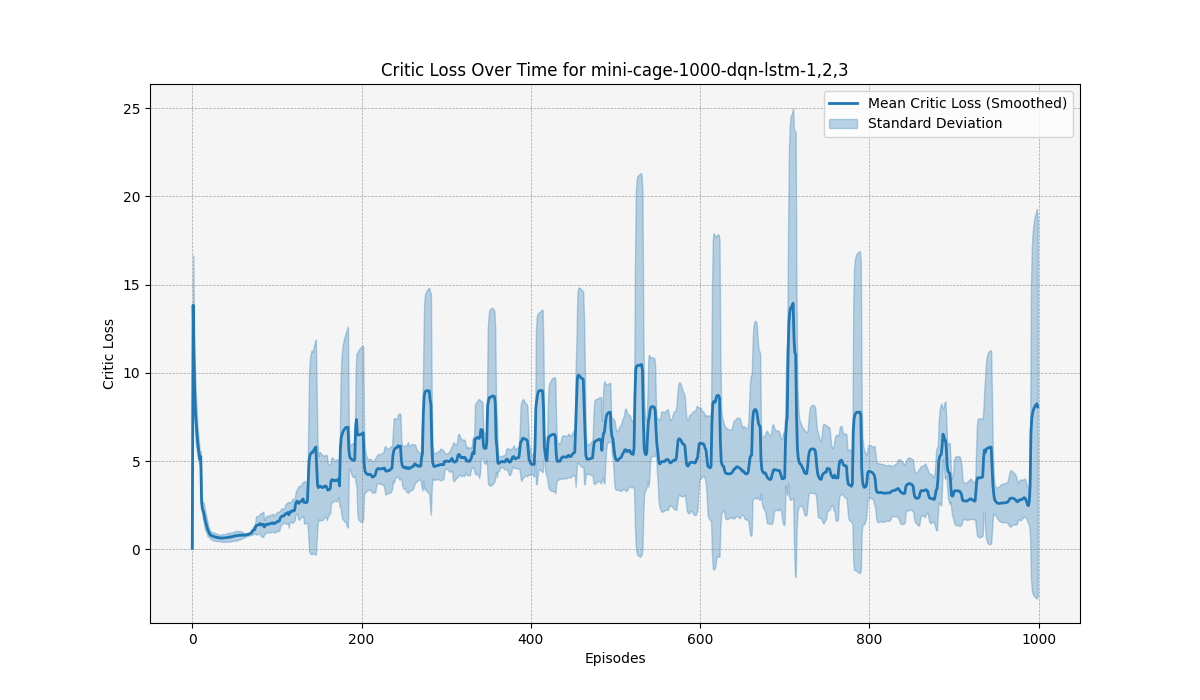 Critic Loss Over Time for mini-cage-1000-dqn-lstm-1,2,3
Mean Critic Loss (Smoothed)
Standard Deviation
Critic Loss
25
20
15
10
5
0
0 200 400 600 800 1000
Episodes